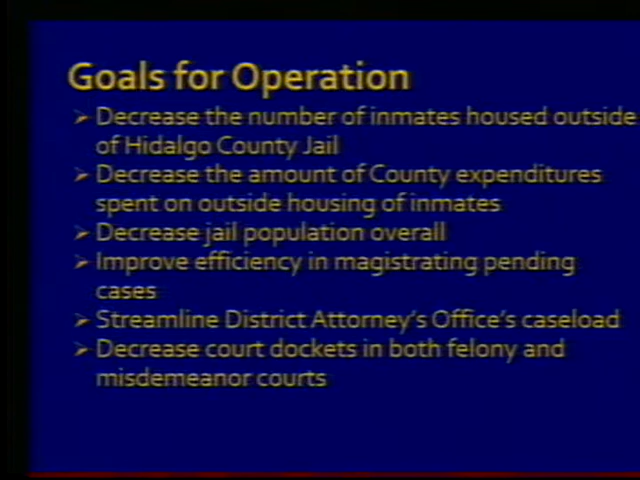 Goals for Operation
➢ Decrease the number of inmates housed outside
of Hidalgo County Jail
➢ Decrease the amount of County expenditures
spent on outside housing of inmates
➢ Decrease jail population overall
➢ Improve efficiency in magistrating pending
cases
➢ Streamline District Attorney's Office's caseload
➢ Decrease court dockets in both felony and
misdemeanor courts